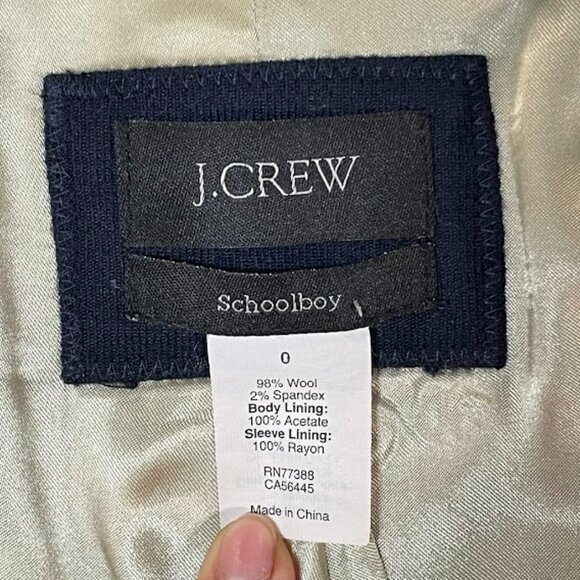 J.CREW
Schoolboy
0
98% Wool
2% Spandex
Body Lining:
100% Acetate
Sleeve Lining:
100% Rayon
RN77388
CA56445
Made in China